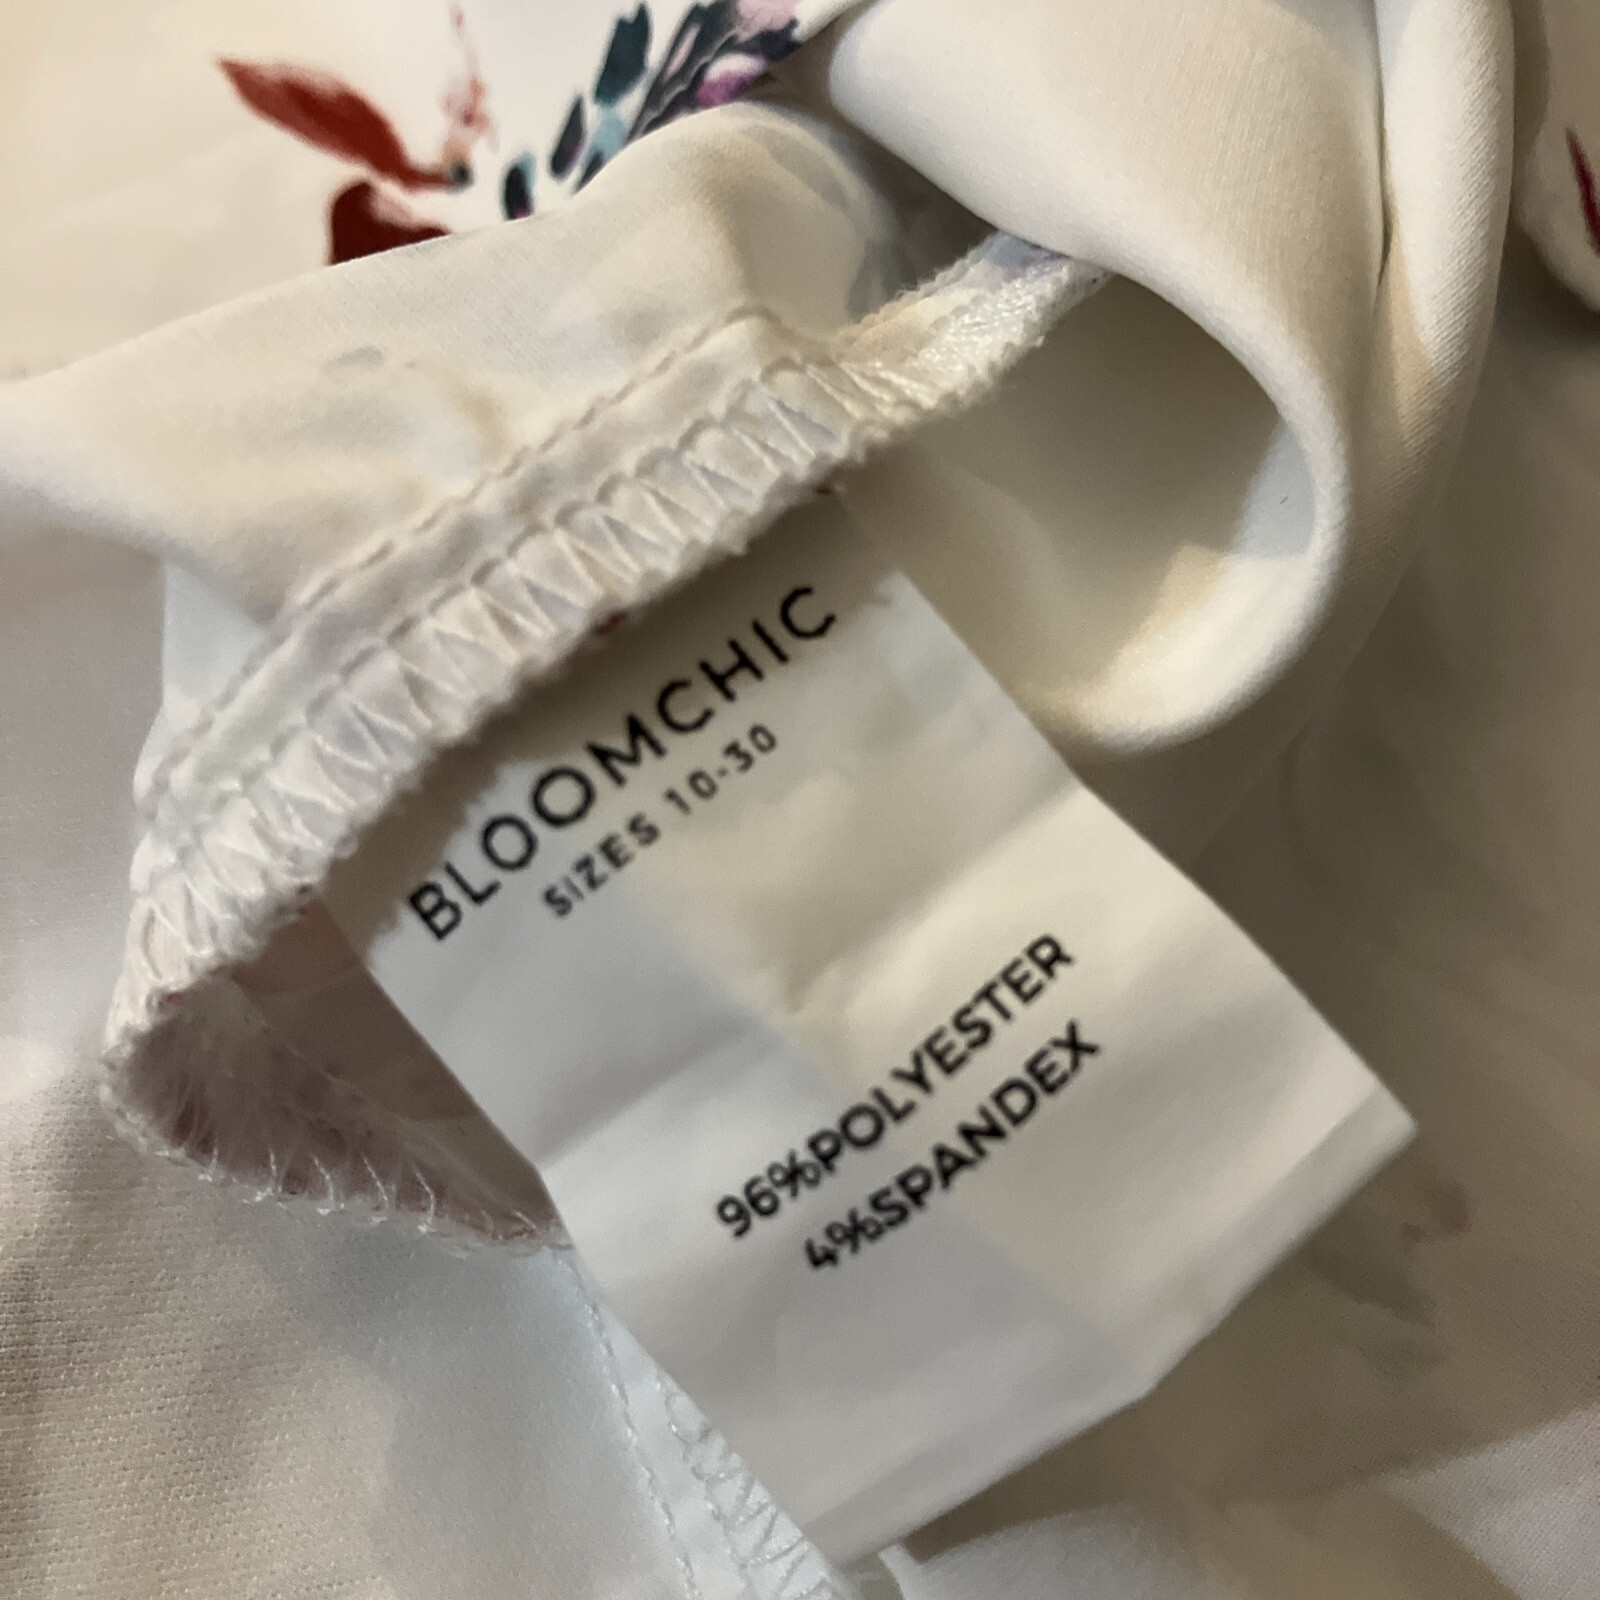 BLOOMCHIC
SIZES 10-30
96%POLYESTER
4%SPANDEX